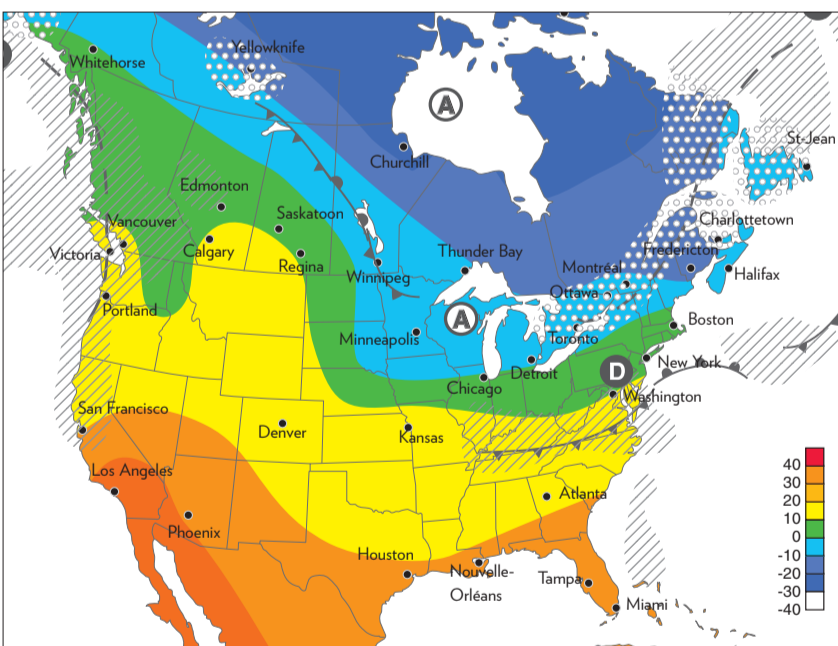 Yellowknife
Whitehorse
A
Churchill
St-Jean
Edmonton
Saskatoon
Vancouver
Charlottetown
Victoria
Calgary
Regina
Winnipeg
Thunder Bay
Montréal
Fredericton
Halifax
Ottawa
Portland
A
Minneapolis
Toronto
Boston
Chicago
Detroit
D
New York
Washington
San Francisco
Denver
Kansas
Los Angeles
Atlanta
Phoenix
Houston
Nouvelle-
Orléans
Tampa
Miami
40
30
20
10
0
-10
-20
-30
-40